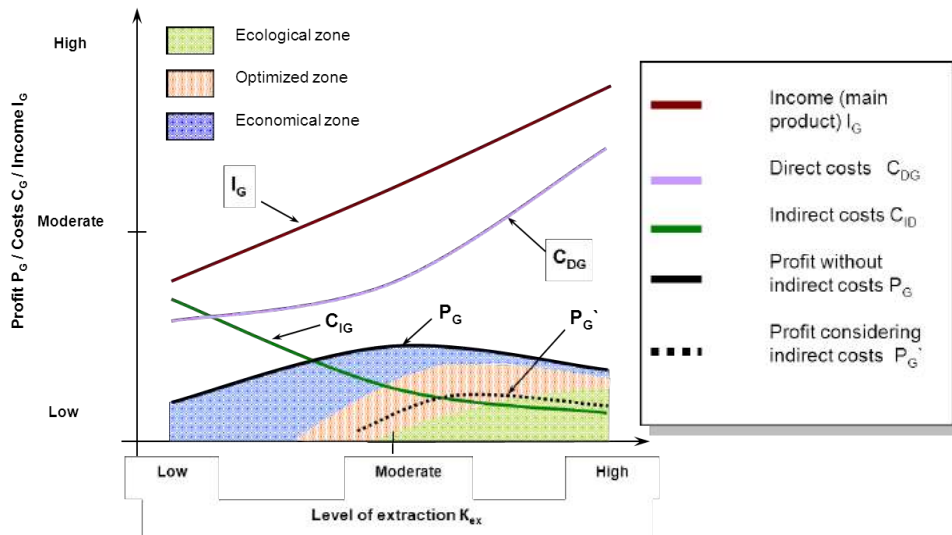 High
Moderate
Low
Profit P_G / Costs C_G / Income I_G
Ecological zone
Optimized zone
Economical zone
I_G
C_DG
C_IG
P_G
P_G`
Low
Moderate
High
Level of extraction K_ex
Income (main
product) I_G
Direct costs C_DG
Indirect costs C_ID
Profit without
indirect costs P_G
Profit considering
indirect costs P_G`